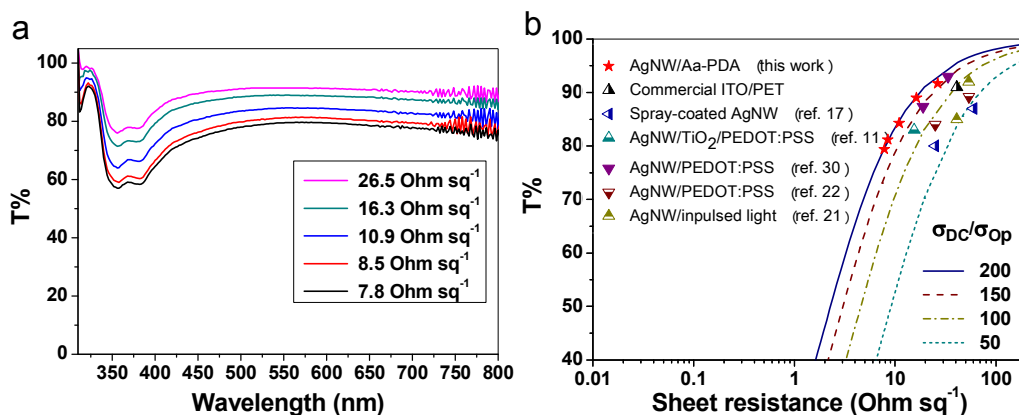 a
T%
100
80
60
40
20
0
350 400 450 500 550 600 650 700 750 800
Wavelength (nm)
26.5 Ohm sq⁻¹
16.3 Ohm sq⁻¹
10.9 Ohm sq⁻¹
8.5 Ohm sq⁻¹
7.8 Ohm sq⁻¹
b
T%
100
90
80
70
60
50
40
0.01 0.1 1 10 100
Sheet resistance (Ohm sq⁻¹)
AgNW/Aa-PDA (this work)
Commercial ITO/PET
Spray-coated AgNW (ref. 17)
AgNW/TiO₂/PEDOT:PSS (ref. 11)
AgNW/PEDOT:PSS (ref. 30)
AgNW/PEDOT:PSS (ref. 22)
AgNW/inpulsed light (ref. 21)
σDC/σOp
200
150
100
50